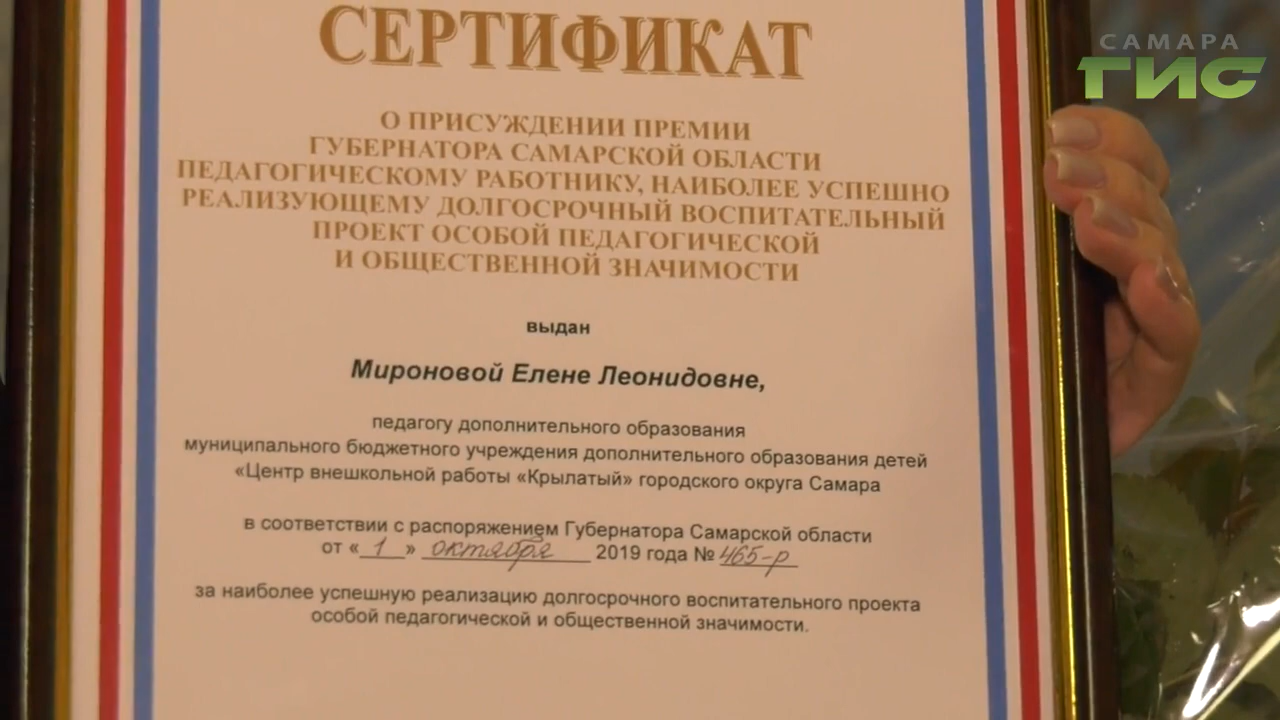 СЕРТИФИКАТ
САМАРА
ГИС
О ПРИСУЖДЕНИИ ПРЕМИИ
ГУБЕРНАТОРА САМАРСКОЙ ОБЛАСТИ
ПЕДАГОГИЧЕСКОМУ РАБОТНИКУ, НАИБОЛЕЕ УСПЕШНО
РЕАЛИЗУЮЩЕМУ ДОЛГОСРОЧНЫЙ ВОСПИТАТЕЛЬНЫЙ
ПРОЕКТ ОСОБОЙ ПЕДАГОГИЧЕСКОЙ
И ОБЩЕСТВЕННОЙ ЗНАЧИМОСТИ
выдан
Мироновой Елене Леонидовне,
педагогу дополнительного образования
муниципального бюджетного учреждения дополнительного образования детей
«Центр внешкольной работы «Крылатый» городского округа Самара
в соответствии с распоряжением Губернатора Самарской области
от «1» октября 2019 года № 465-р
за наиболее успешную реализацию долгосрочного воспитательного проекта
особой педагогической и общественной значимости.